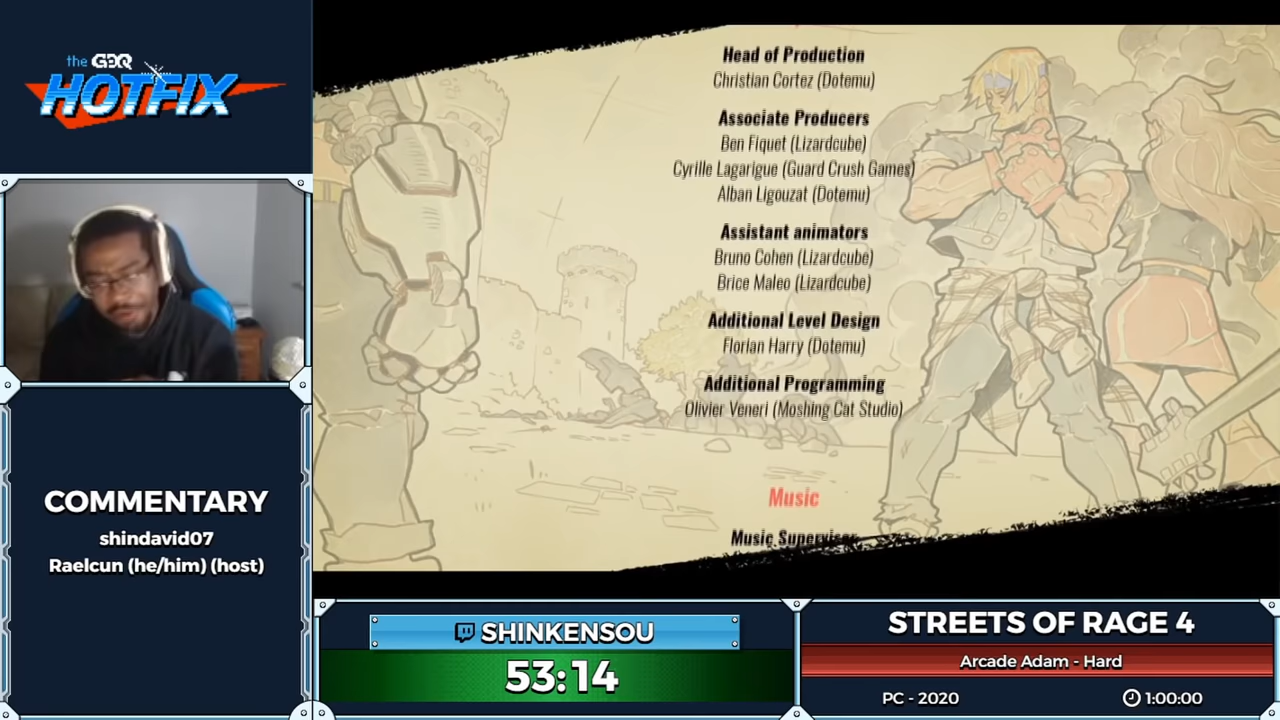 the GDQ
HOTFIX
COMMENTARY
shindavid07
Raelcun (he/him) (host)
Head of Production
Christian Cortez (Dotemu)
Associate Producers
Ben Fiquet (Lizardcube)
Cyrille Lagarigue (Guard Crush Games)
Alban Ligouzat (Dotemu)
Assistant animators
Bruno Cohen (Lizardcube)
Brice Maleo (Lizardcube)
Additional Level Design
Florian Harry (Dotemu)
Additional Programming
Olivier Veneri (Moshing Cat Studio)
Music
Music Supervisor
SHINKENSOU
53:14
STREETS OF RAGE 4
Arcade Adam - Hard
PC - 2020
1:00:00